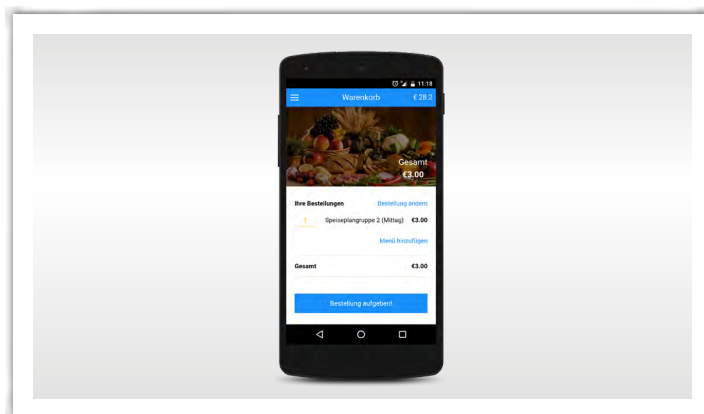 11:18
Warenkorb € 28.2
Gesamt
€3.00
Ihre Bestellungen Bestellung ändern
1 Speiseplangruppe 2 (Mittag) €3.00
Menü hinzufügen
Gesamt €3.00
Bestellung aufgeben!